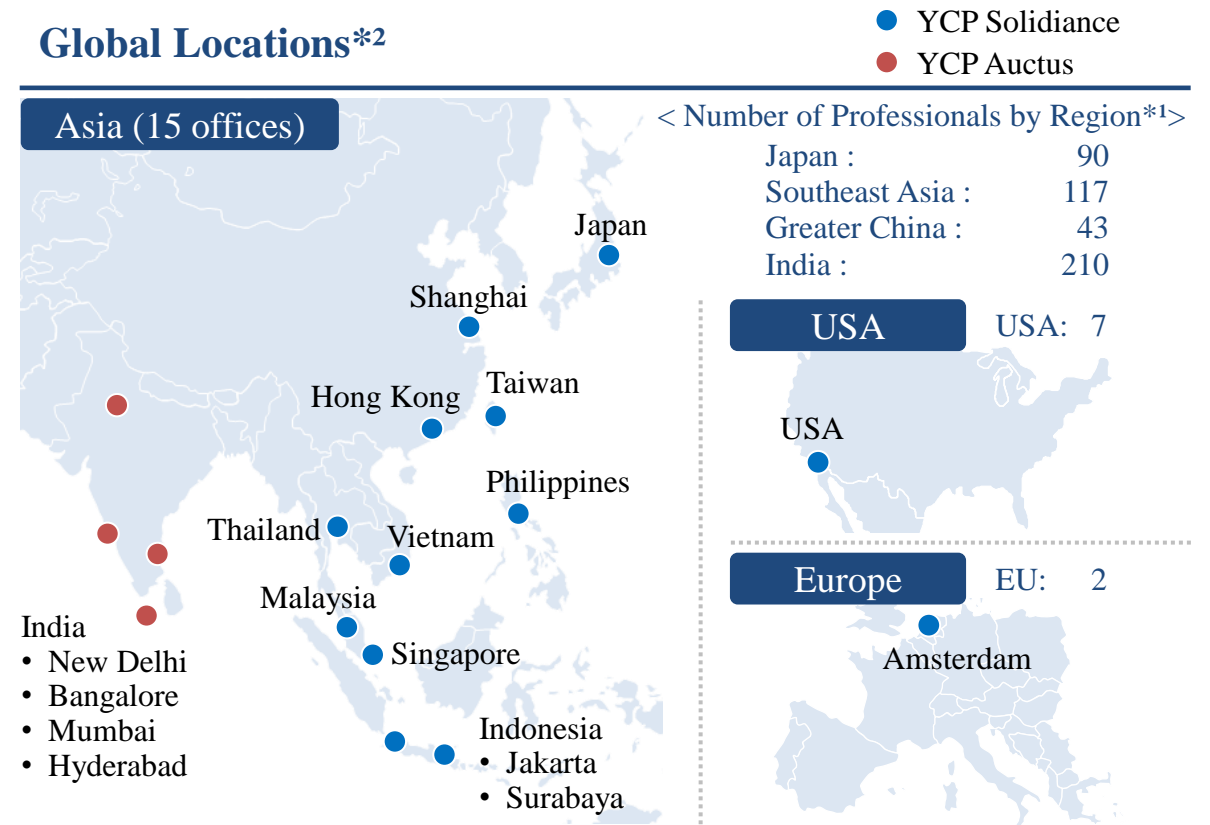 Global Locations*²
YCP Solidiance
YCP Auctus
Asia (15 offices)
< Number of Professionals by Region*¹>
Japan : 90
Southeast Asia : 117
Greater China : 43
India : 210
Japan
Shanghai
Taiwan
Hong Kong
Philippines
Thailand
Vietnam
Malaysia
Singapore
India
• New Delhi
• Bangalore
• Mumbai
• Hyderabad
Indonesia
• Jakarta
• Surabaya
USA
USA: 7
USA
Europe
EU: 2
Amsterdam